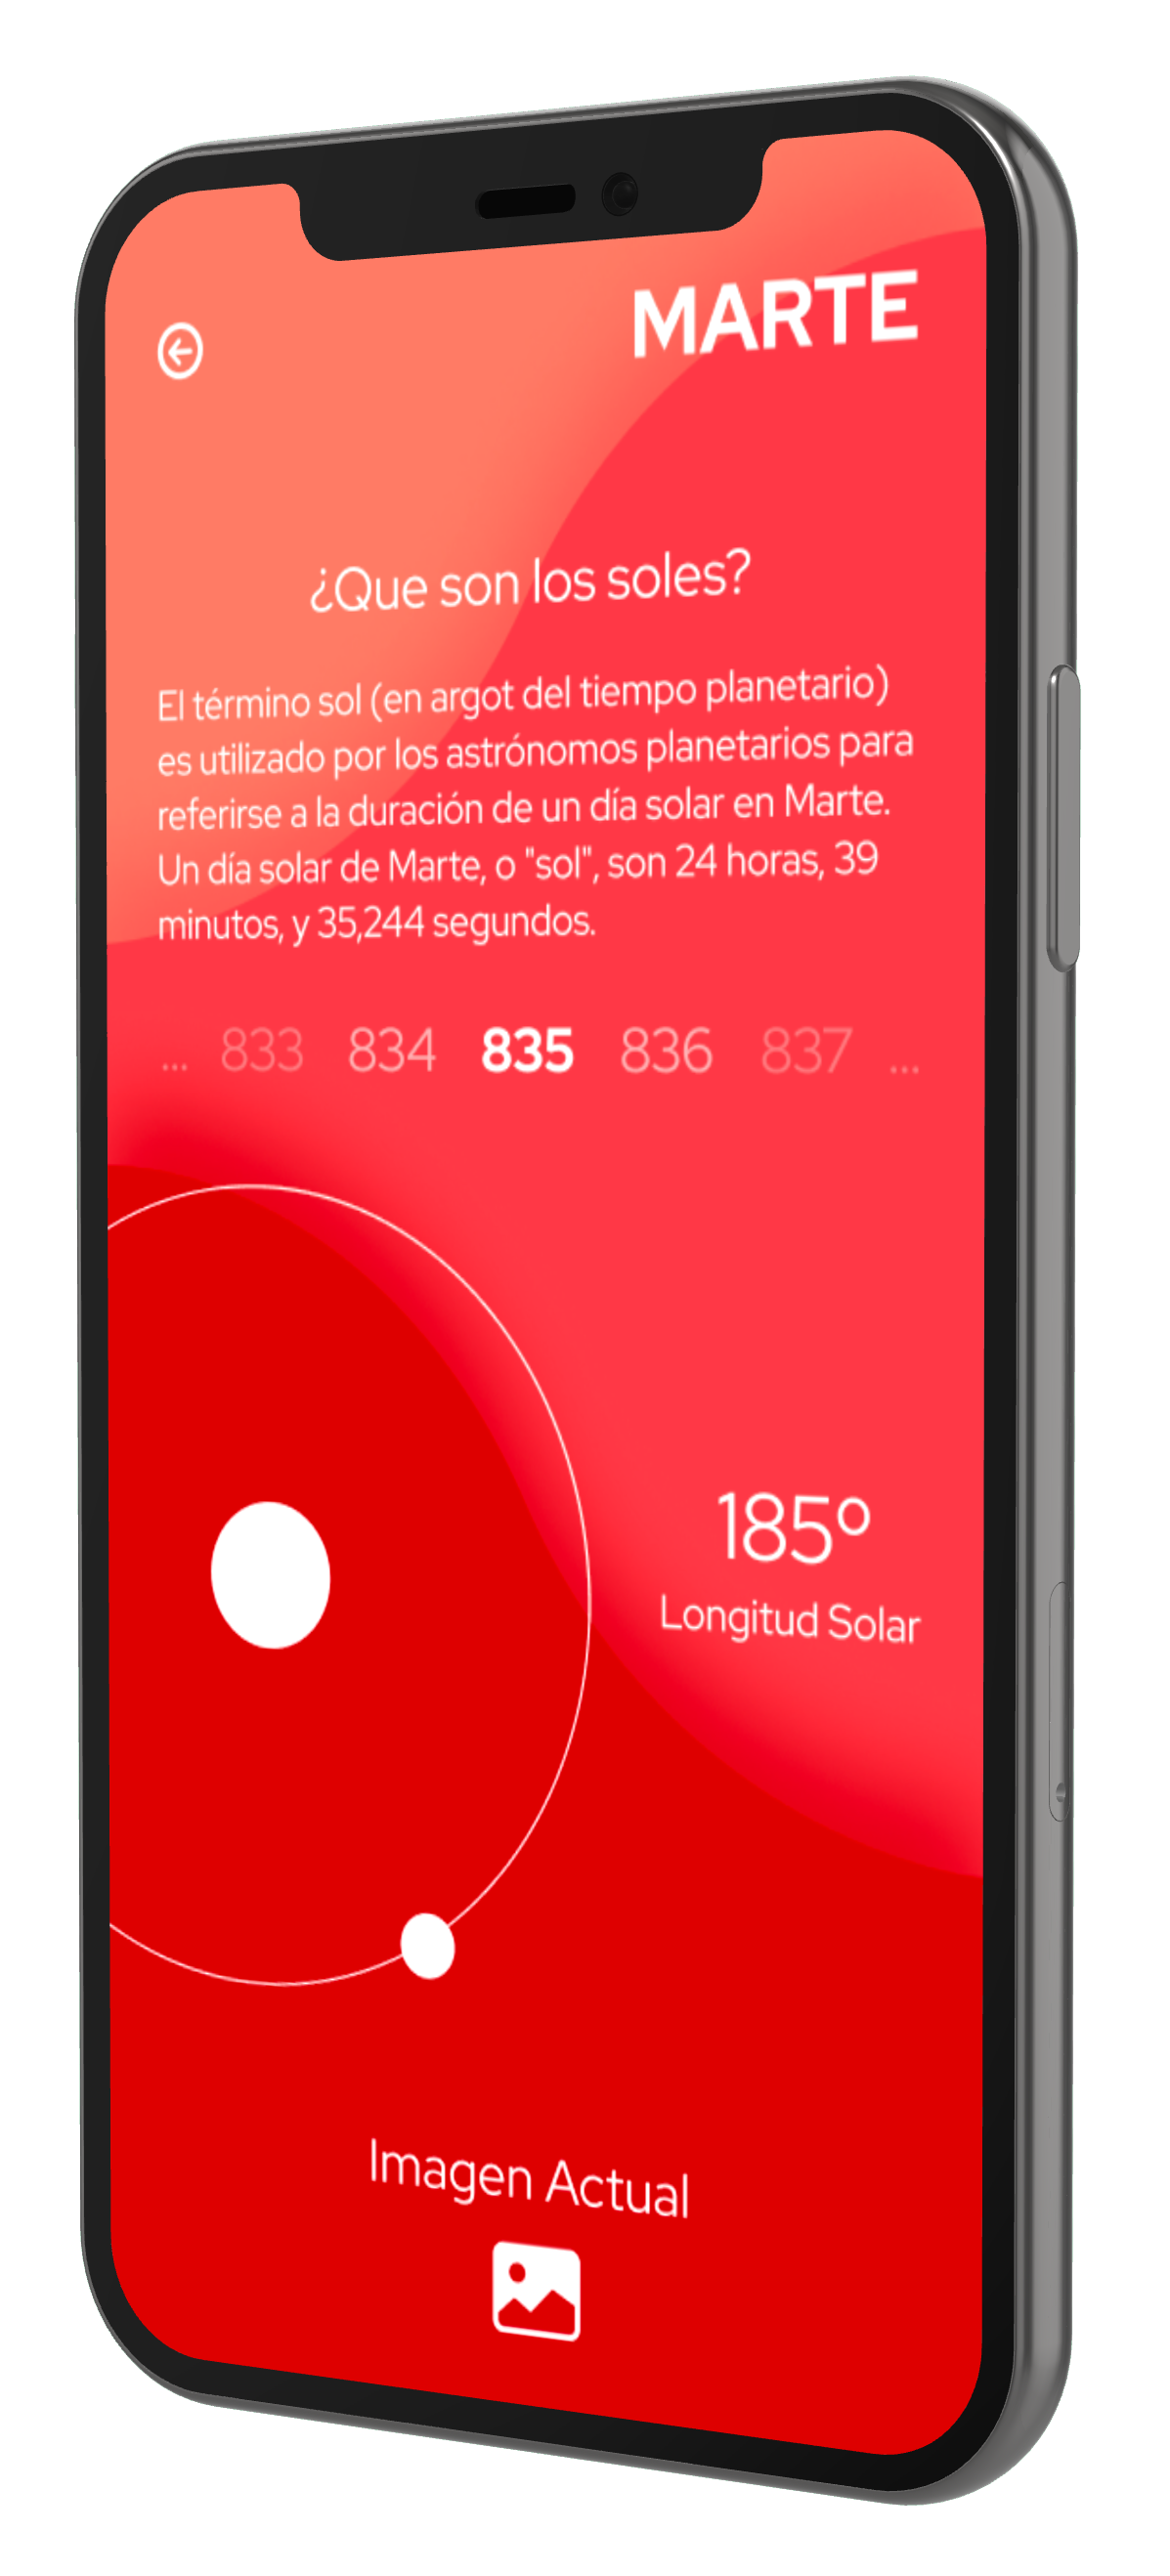 MARTE
¿Que son los soles?
El término sol (en argot del tiempo planetario)
es utilizado por los astrónomos planetarios para
referirse a la duración de un día solar en Marte.
Un día solar de Marte, o "sol", son 24 horas, 39
minutos, y 35,244 segundos.
... 833 834 835 836 837 ...
185º
Longitud Solar
Imagen Actual